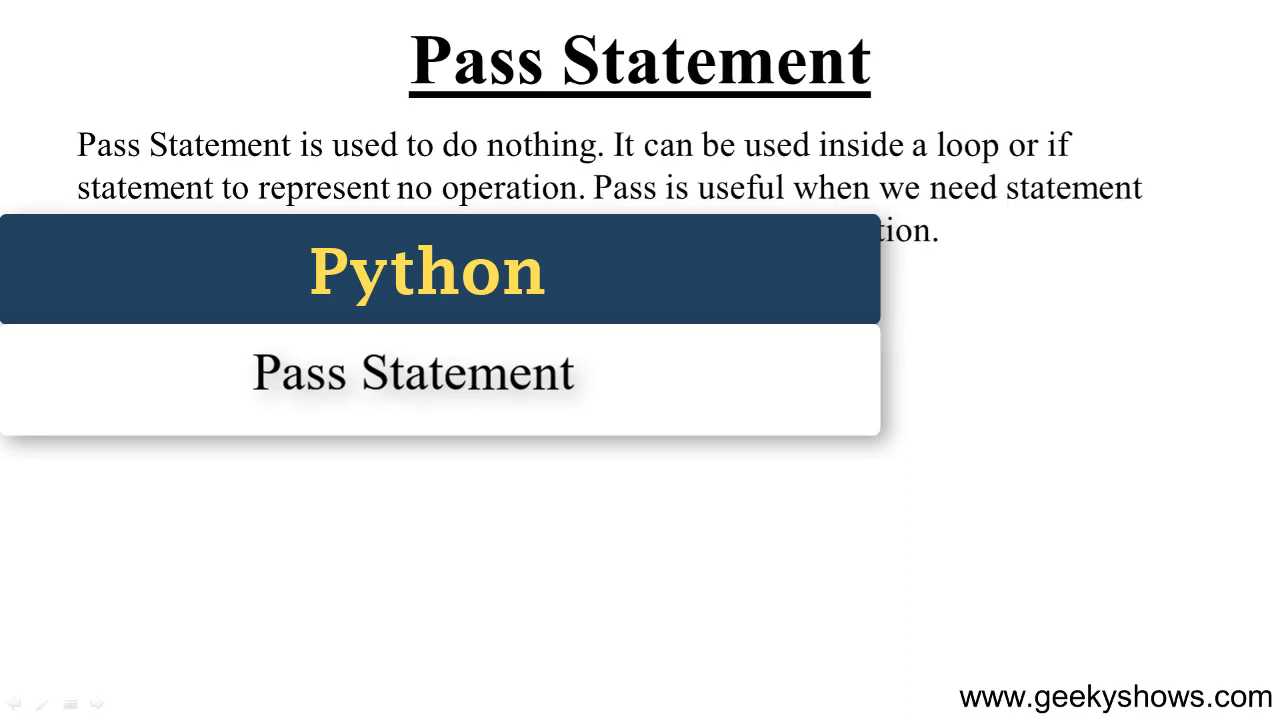 Pass Statement
Pass Statement is used to do nothing. It can be used inside a loop or if
statement to represent no operation. Pass is useful when we need statement
Python
Pass Statement
www.geekyshows.com